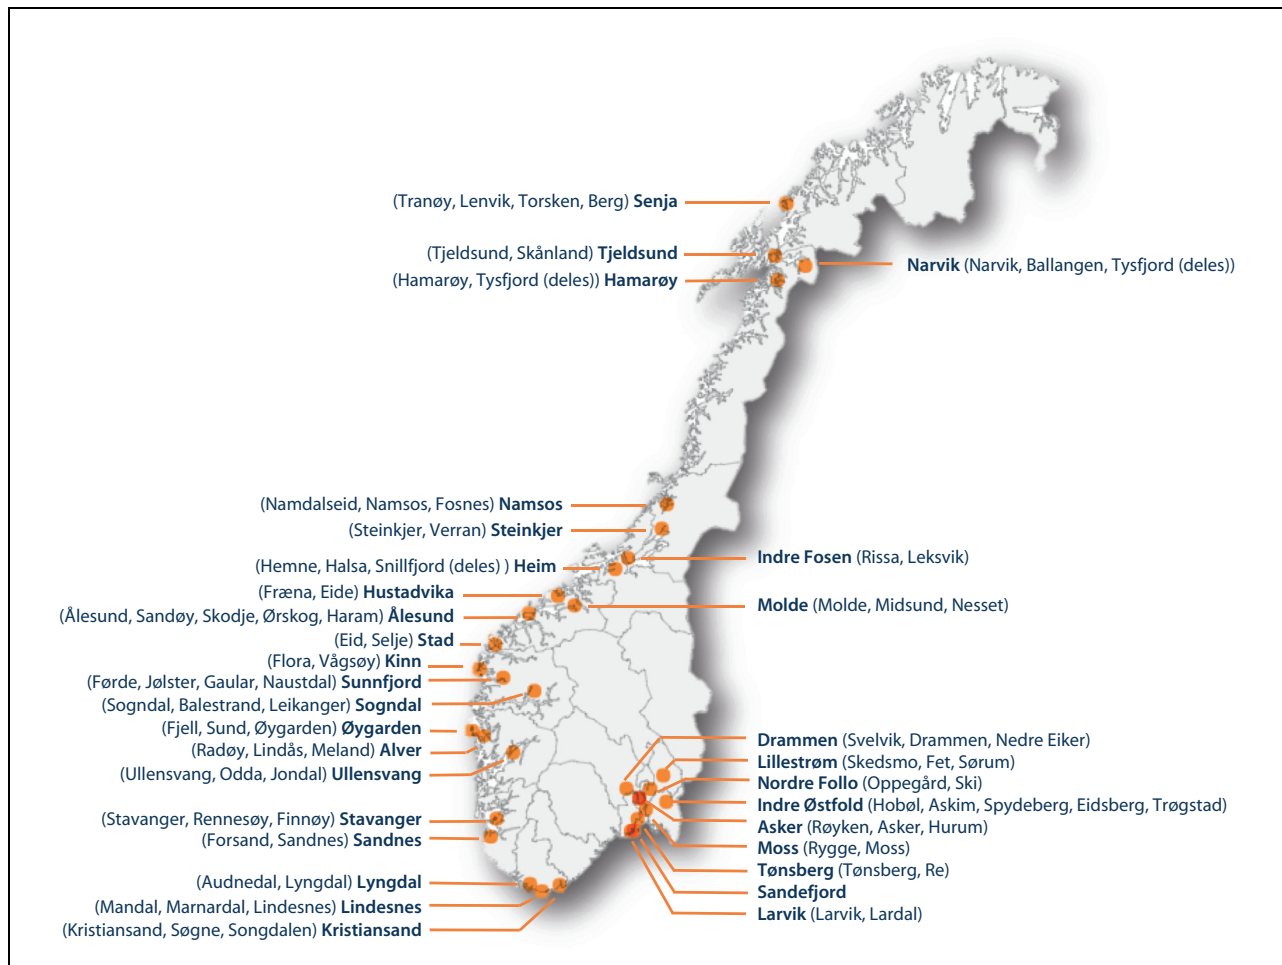 (Tranøy, Lenvik, Torsken, Berg) Senja
(Tjeldsund, Skånland) Tjeldsund
(Hamarøy, Tysfjord (deles)) Hamarøy
Narvik (Narvik, Ballangen, Tysfjord (deles))
(Namdalseid, Namsos, Fosnes) Namsos
(Steinkjer, Verran) Steinkjer
(Hemne, Halsa, Snillfjord (deles) ) Heim
(Fræna, Eide) Hustadvika
(Ålesund, Sandøy, Skodje, Ørskog, Haram) Ålesund
(Eid, Selje) Stad
(Flora, Vågsøy) Kinn
(Førde, Jølster, Gaular, Naustdal) Sunnfjord
(Sogndal, Balestrand, Leikanger) Sogndal
(Fjell, Sund, Øygarden) Øygarden
(Radøy, Lindås, Meland) Alver
(Ullensvang, Odda, Jondal) Ullensvang
(Stavanger, Rennesøy, Finnøy) Stavanger
(Forsand, Sandnes) Sandnes
(Audnedal, Lyngdal) Lyngdal
(Mandal, Marnardal, Lindesnes) Lindesnes
(Kristiansand, Søgne, Songdalen) Kristiansand
Indre Fosen (Rissa, Leksvik)
Molde (Molde, Midsund, Nesset)
Drammen (Svelvik, Drammen, Nedre Eiker)
Lillestrøm (Skedsmo, Fet, Sørum)
Nordre Follo (Oppegård, Ski)
Indre Østfold (Hobøl, Askim, Spydeberg, Eidsberg, Trøgstad)
Asker (Røyken, Asker, Hurum)
Moss (Rygge, Moss)
Tønsberg (Tønsberg, Re)
Sandefjord
Larvik (Larvik, Lardal)